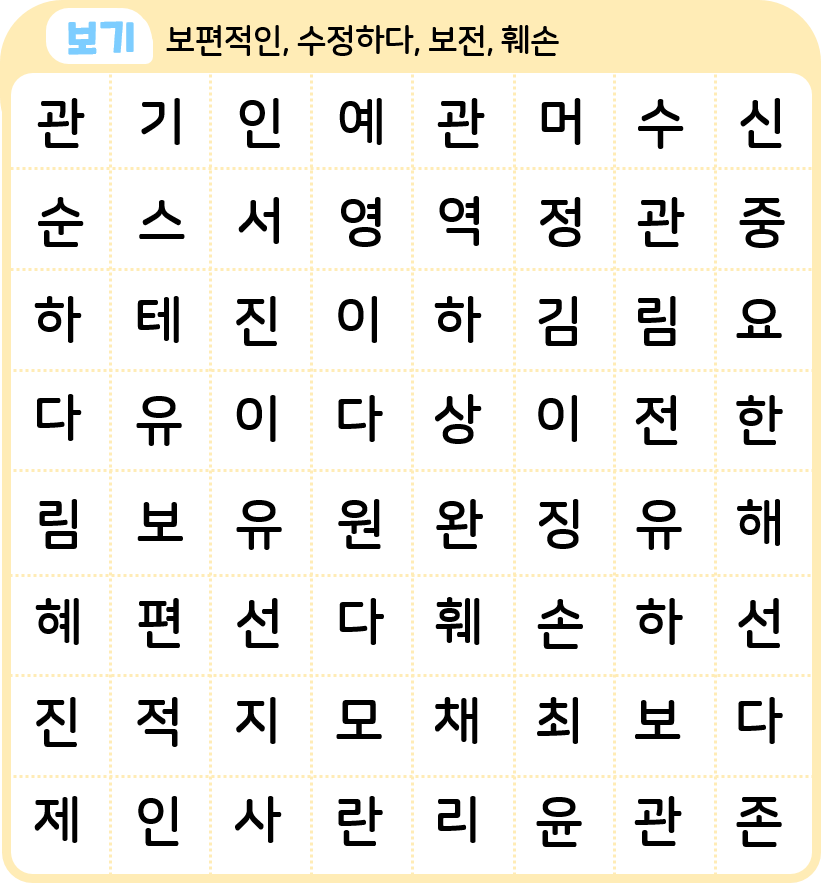 보기 보편적인, 수정하다, 보전, 훼손
관 기 인 예 관 머 수 신
순 스 서 영 역 정 관 중
하 테 진 이 하 김 림 요
다 유 이 다 상 이 전 한
림 보 유 원 완 징 유 해
혜 편 선 다 훼 손 하 선
진 적 지 모 채 최 보 다
제 인 사 란 리 윤 관 존